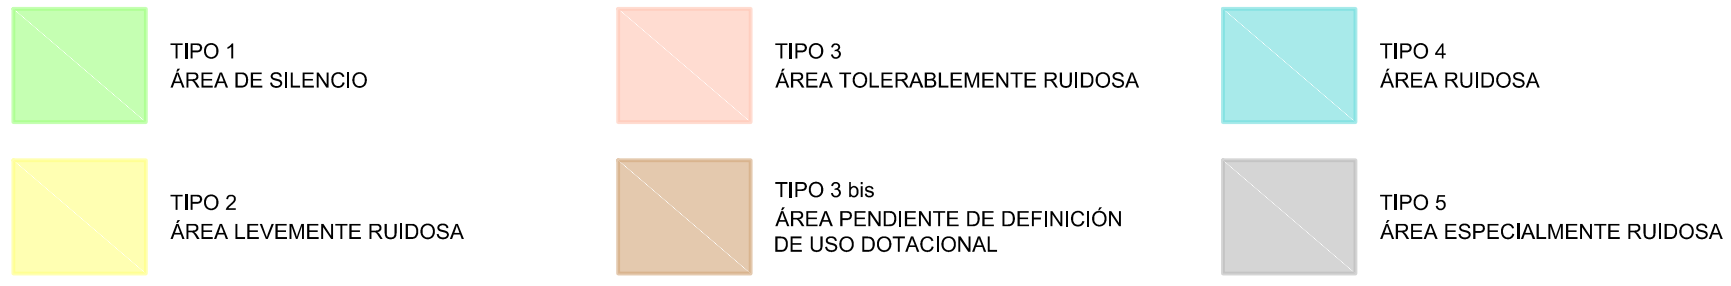 TIPO 1
ÁREA DE SILENCIO
TIPO 2
ÁREA LEVEMENTE RUIDOSA
TIPO 3
ÁREA TOLERABLEMENTE RUIDOSA
TIPO 3 bis
ÁREA PENDIENTE DE DEFINICIÓN
DE USO DOTACIONAL
TIPO 4
ÁREA RUIDOSA
TIPO 5
ÁREA ESPECIALMENTE RUIDOSA